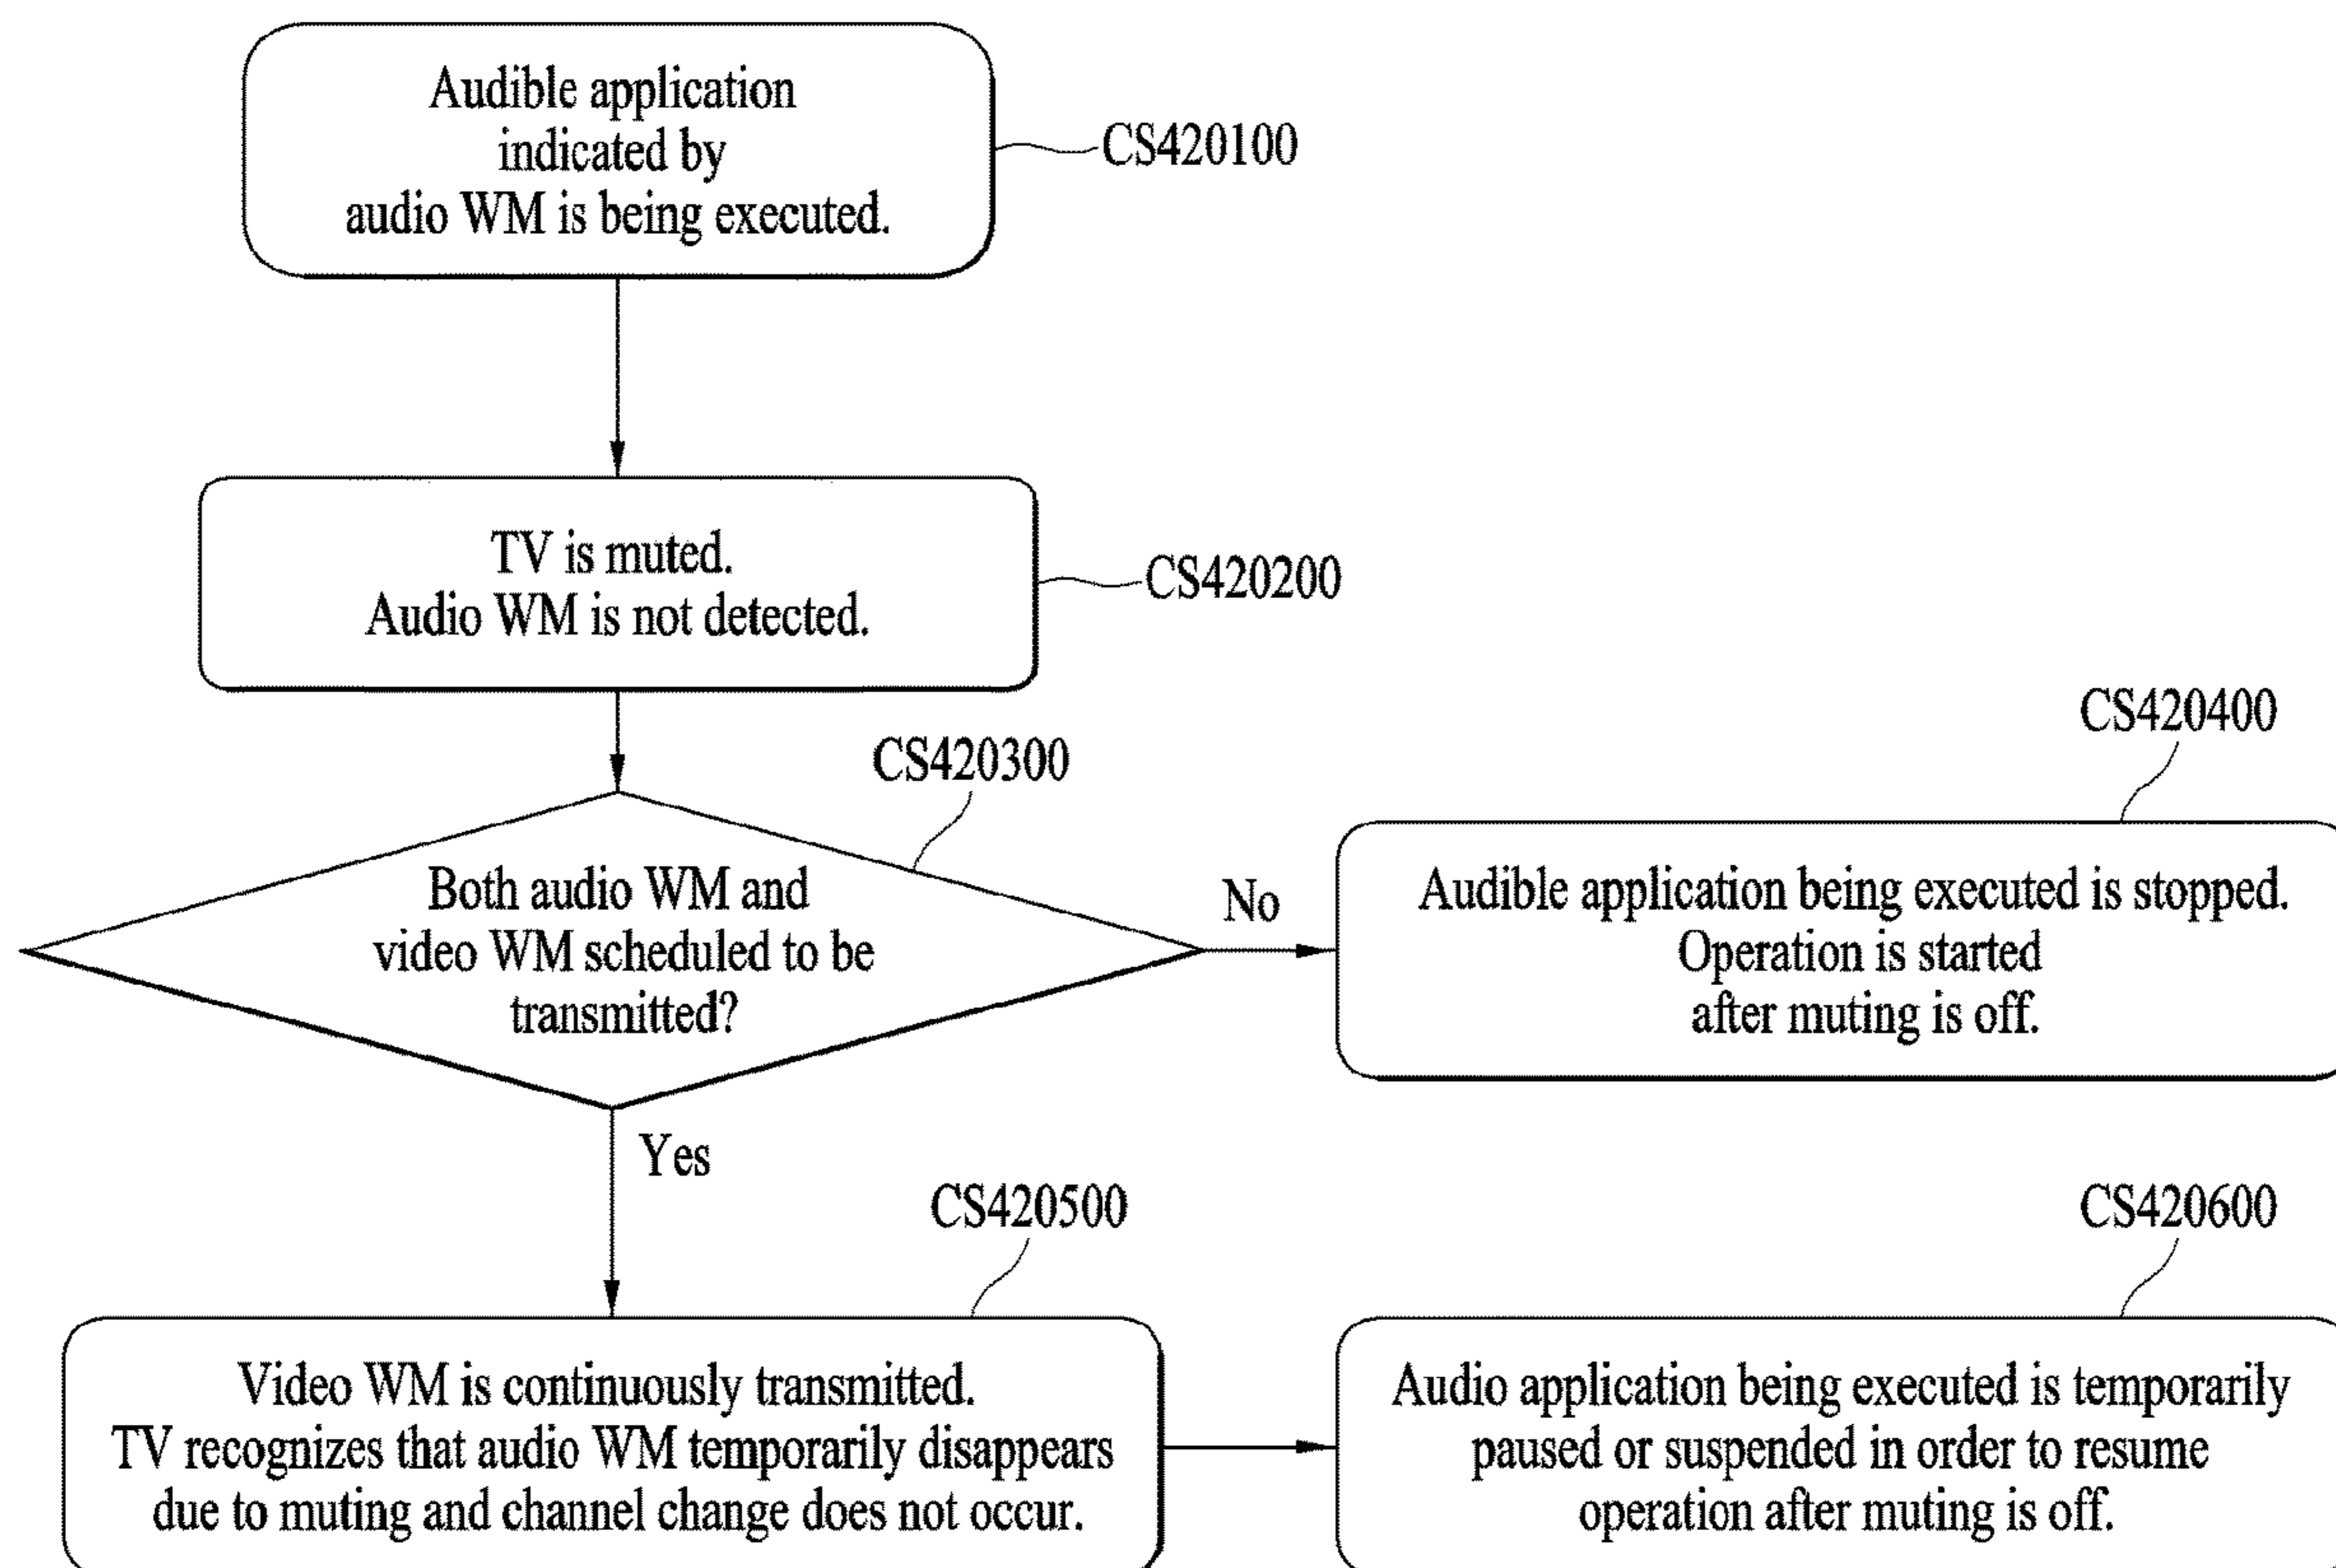 Audible application
indicated by
audio WM is being executed.
CS420100
TV is muted.
Audio WM is not detected.
CS420200
CS420300
Both audio WM and
video WM scheduled to be
transmitted?
No
CS420400
Audible application being executed is stopped.
Operation is started
after muting is off.
Yes
CS420500
Video WM is continuously transmitted.
TV recognizes that audio WM temporarily disappears
due to muting and channel change does not occur.
CS420600
Audio application being executed is temporarily
paused or suspended in order to resume
operation after muting is off.